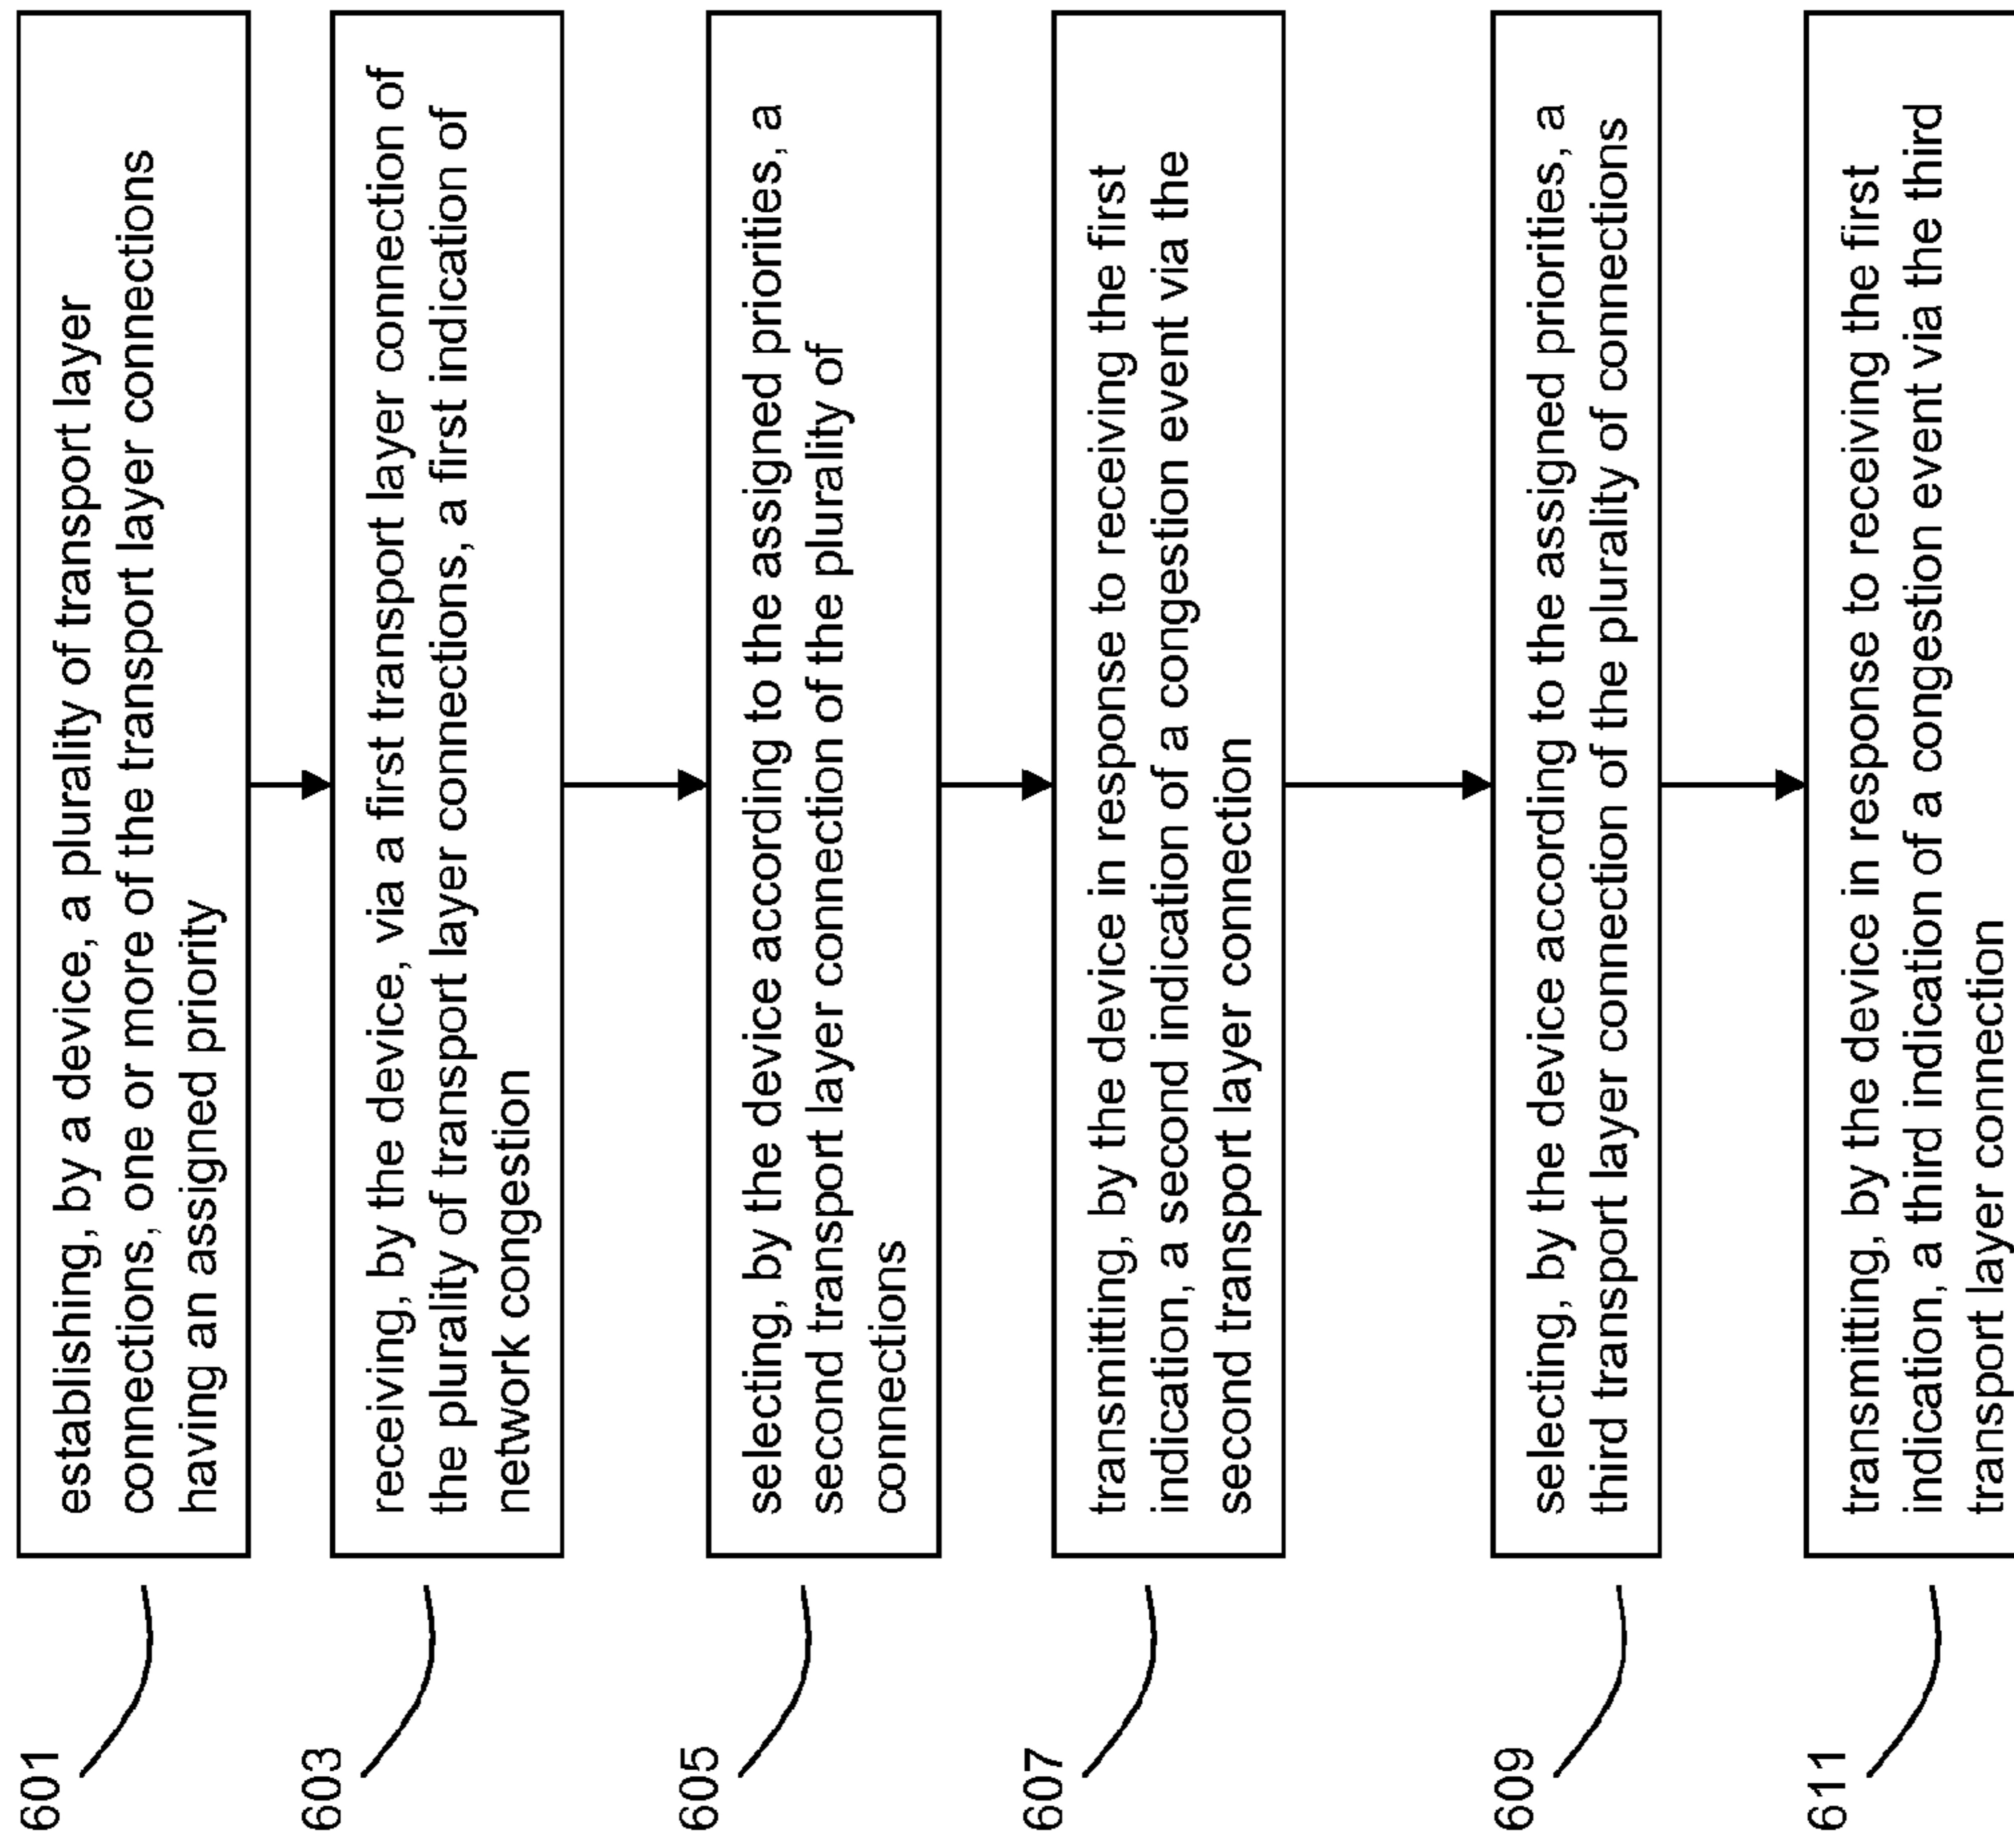 601
establishing, by a device, a plurality of transport layer
connections, one or more of the transport layer connections
having an assigned priority
603
receiving, by the device, via a first transport layer connection of
the plurality of transport layer connections, a first indication of
network congestion
605
selecting, by the device according to the assigned priorities, a
second transport layer connection of the plurality of
connections
607
transmitting, by the device in response to receiving the first
indication, a second indication of a congestion event via the
second transport layer connection
609
selecting, by the device according to the assigned priorities, a
third transport layer connection of the plurality of connections
611
transmitting, by the device in response to receiving the first
indication, a third indication of a congestion event via the third
transport layer connection